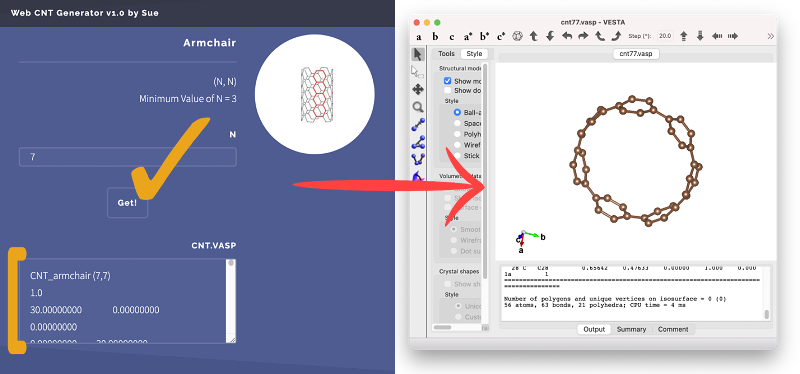 Web CNT Generator v1.0 by Sue
Armchair
(N, N)
Minimum Value of N = 3
N
7
Get!
CNT.VASP
CNT_armchair (7,7)
1.0
30.00000000 0.00000000
0.00000000
0.00000000 30.00000000
cnt77.vasp - VESTA
a b c a* b* c* Step (°): 20.0
Tools Style
cnt77.vasp
Structural mode
Show mo
Show do
Style
Ball-a
Space
Polyh
Wiref
Stick
Volumetric data
Style
Smoot
Wirefr
Dot su
Crystal shapes
Show sh
Style
Unico
Custo
c b
a
28 C C28 0.65642 0.47633 0.00000 1.000 0.000
1a 1
Number of polygons and unique vertices on isosurface = 0 (0)
56 atoms, 63 bonds, 21 polyhedra; CPU time = 4 ms
Output Summary Comment